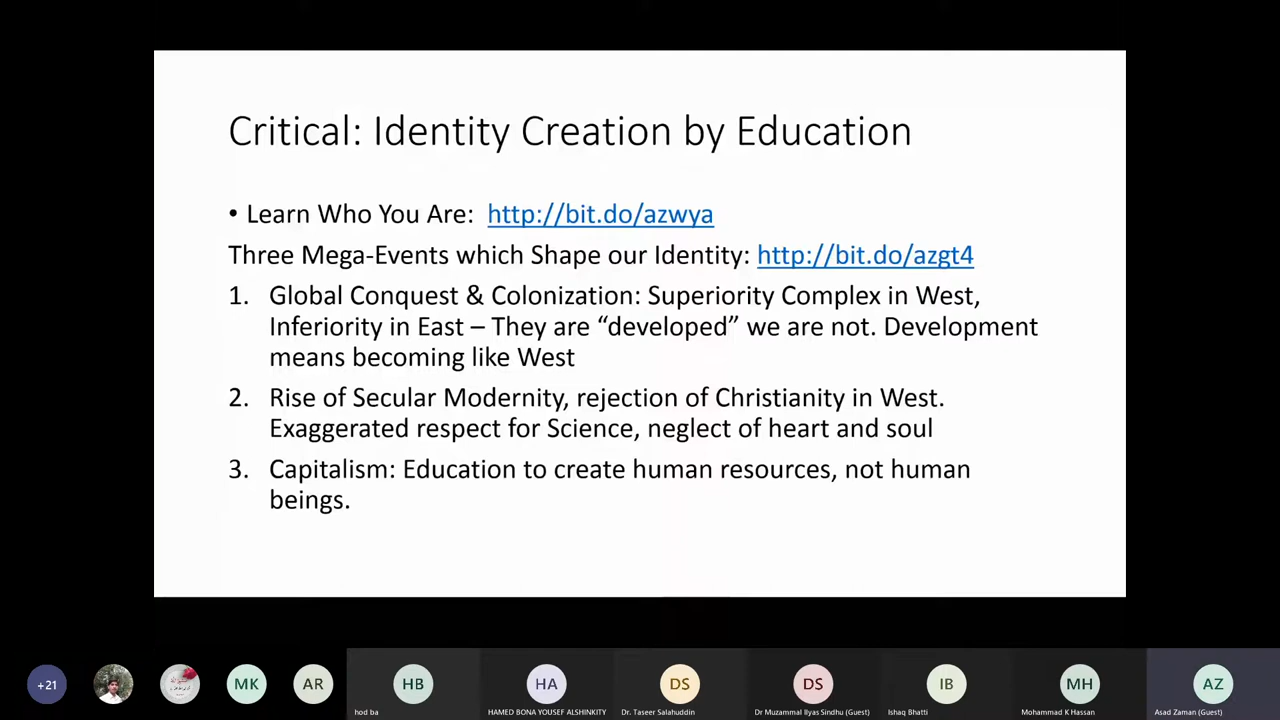 Critical: Identity Creation by Education
• Learn Who You Are: http://bit.do/azwya
Three Mega-Events which Shape our Identity: http://bit.do/azgt4
1. Global Conquest & Colonization: Superiority Complex in West,
Inferiority in East – They are “developed” we are not. Development
means becoming like West
2. Rise of Secular Modernity, rejection of Christianity in West.
Exaggerated respect for Science, neglect of heart and soul
3. Capitalism: Education to create human resources, not human
beings.
+21 MK AR HB HA DS DS IB MH AZ
hod ba HAMED BONA YOUSEF ALSHINKITY Dr. Taseer Salahuddin Dr Muzammal Ilyas Sindhu (Guest) Ishaq Bhatti Mohammad K Hassan Asad Zaman (Guest)